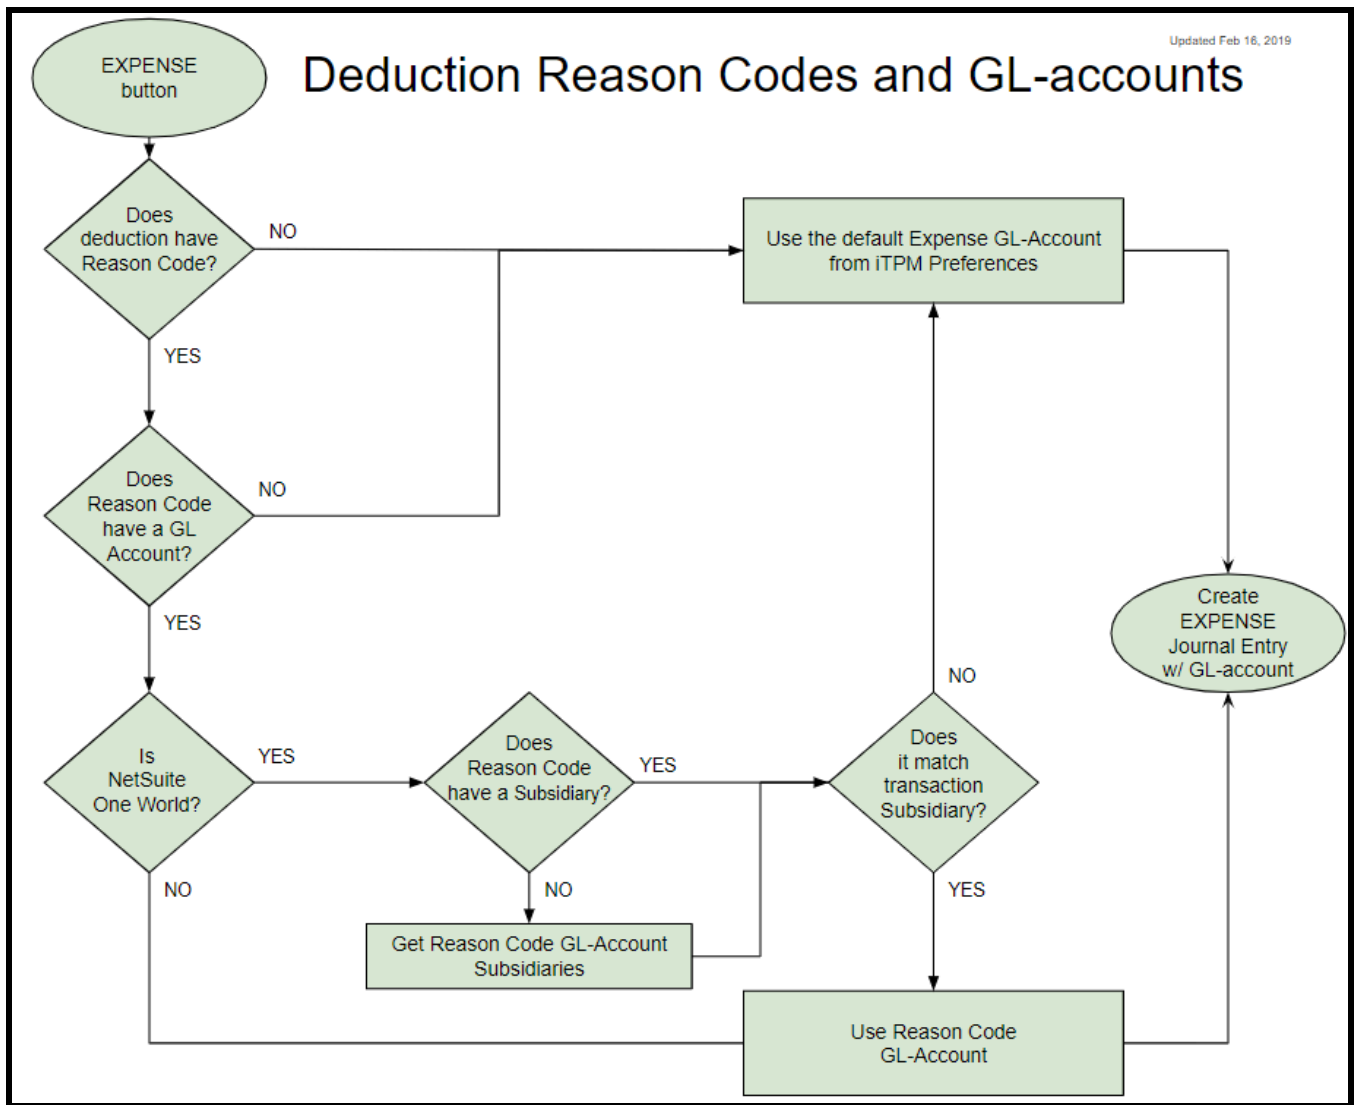 Updated Feb 16, 2019
Deduction Reason Codes and GL-accounts
EXPENSE
button
Does
deduction have
Reason Code?
NO
YES
Use the default Expense GL-Account
from iTPM Preferences
Does
Reason Code
have a GL
Account?
NO
YES
Create
EXPENSE
Journal Entry
w/ GL-account
Is
NetSuite
One World?
YES
NO
Does
Reason Code
have a Subsidiary?
YES
NO
Does
it match
transaction
Subsidiary?
NO
YES
Get Reason Code GL-Account
Subsidiaries
Use Reason Code
GL-Account